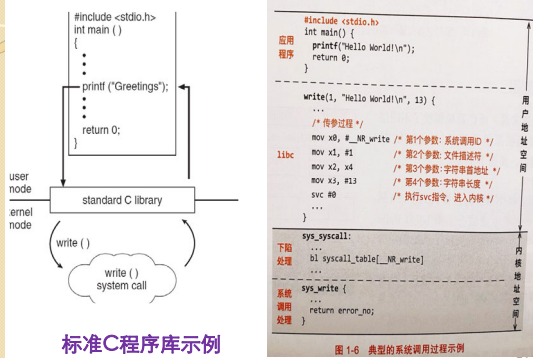 #include <stdio.h>
int main ( )
{
printf ("Greetings");
return 0;
}
user
node
ernel
node
standard C library
write ( )
write ( )
system call
标准C程序库示例
#include <stdio.h>
int main() {
应用
程序
printf("Hello World!\n");
return 0;
}
write(1, "Hello World!\n", 13) {
...
/* 传参过程 */
libc
mov x0, #__NR_write /* 第1个参数: 系统调用ID */
mov x1, #1 /* 第2个参数: 文件描述符 */
mov x2, x4 /* 第3个参数: 字符串首地址 */
mov x3, #13 /* 第4个参数: 字符串长度 */
svc #0 /* 执行svc指令, 进入内核 */
...
}
用户地址空间
sys_syscall:
下陷
处理
...
bl syscall_table[__NR_write]
...
系统
调用
处理
sys_write {
...
return error_no;
}
内核地址空间
图 1-6 典型的系统调用过程示例